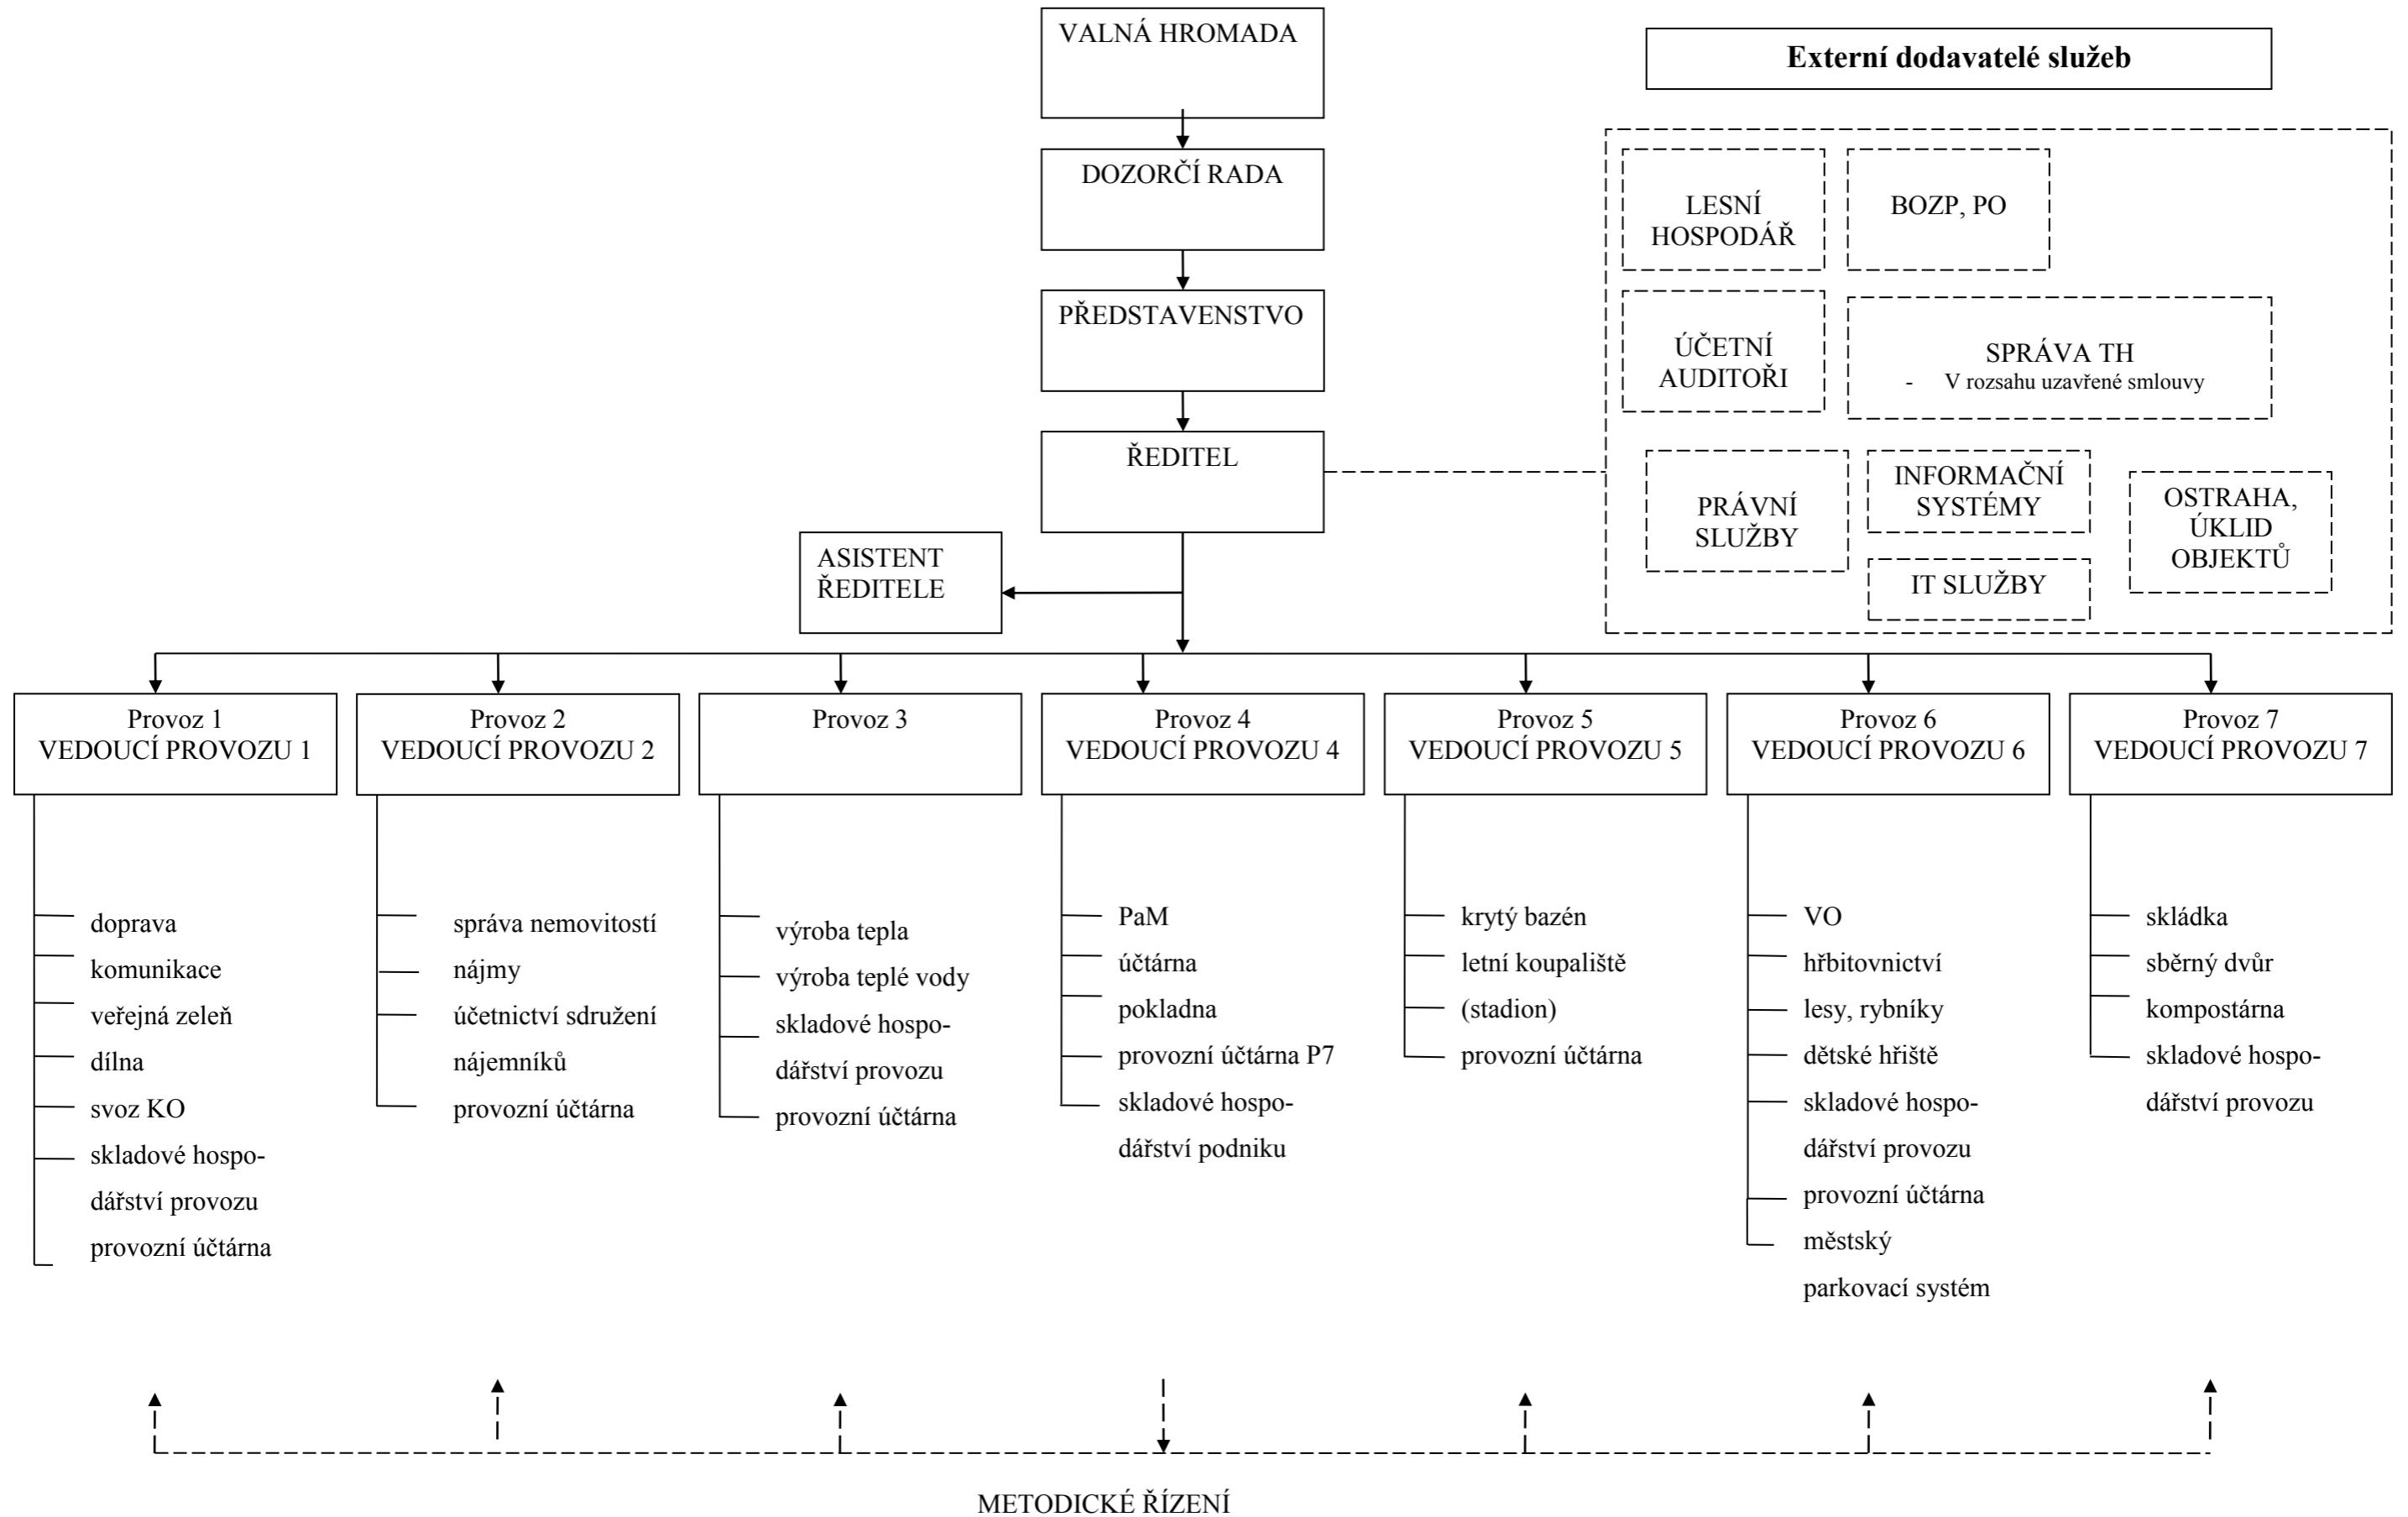 VALNÁ HROMADA
Externí dodavatelé služeb
DOZORČÍ RADA
LESNÍ
HOSPODÁŘ
BOZP, PO
PŘEDSTAVENSTVO
ÚČETNÍ
AUDITOŘI
SPRÁVA TH
- V rozsahu uzavřené smlouvy
ŘEDITEL
PRÁVNÍ
SLUŽBY
INFORMAČNÍ
SYSTÉMY
OSTRAHA,
ÚKLID
OBJEKTŮ
IT SLUŽBY
ASISTENT
ŘEDITELE
Provoz 1
VEDOUCÍ PROVOZU 1
Provoz 2
VEDOUCÍ PROVOZU 2
Provoz 3
Provoz 4
VEDOUCÍ PROVOZU 4
Provoz 5
VEDOUCÍ PROVOZU 5
Provoz 6
VEDOUCÍ PROVOZU 6
Provoz 7
VEDOUCÍ PROVOZU 7
doprava
komunikace
veřejná zeleň
dílna
svoz KO
skladové hospo-
dářství provozu
provozní účtárna
správa nemovitostí
nájmy
účetnictví sdružení
nájemníků
provozní účtárna
výroba tepla
výroba teplé vody
skladové hospo-
dářství provozu
provozní účtárna
PaM
účtárna
pokladna
provozní účtárna P7
skladové hospo-
dářství podniku
krytý bazén
letní koupaliště
(stadion)
provozní účtárna
VO
hřbitovnictví
lesy, rybníky
dětské hřiště
skladové hospo-
dářství provozu
provozní účtárna
městský
parkovací systém
skládka
sběrný dvůr
kompostárna
skladové hospo-
dářství provozu
METODICKÉ ŘÍZENÍ